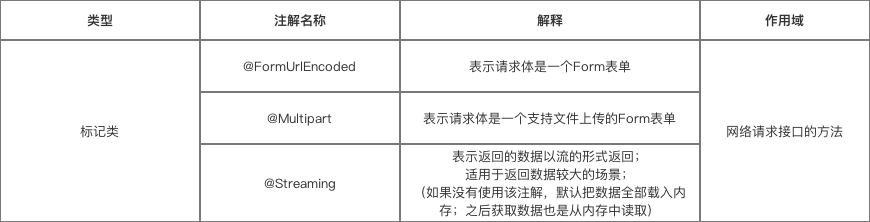 类型 注解名称 解释 作用域
标记类
@FormUrlEncoded 表示请求体是一个Form表单
@Multipart 表示请求体是一个支持文件上传的Form表单
@Streaming
表示返回的数据以流的形式返回；
适用于返回数据较大的场景；
（如果没有使用该注解，默认把数据全部载入内
存；之后获取数据也是从内存中读取）
网络请求接口的方法